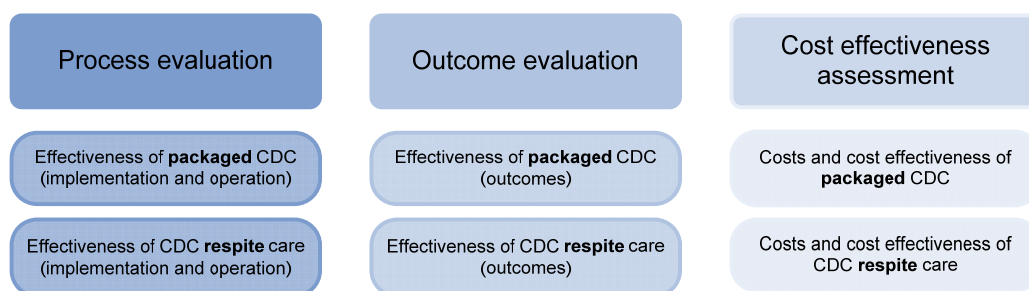 Process evaluation
Outcome evaluation
Cost effectiveness
assessment
Effectiveness of packaged CDC
(implementation and operation)
Effectiveness of packaged CDC
(outcomes)
Costs and cost effectiveness of
packaged CDC
Effectiveness of CDC respite care
(implementation and operation)
Effectiveness of CDC respite care
(outcomes)
Costs and cost effectiveness of
CDC respite care